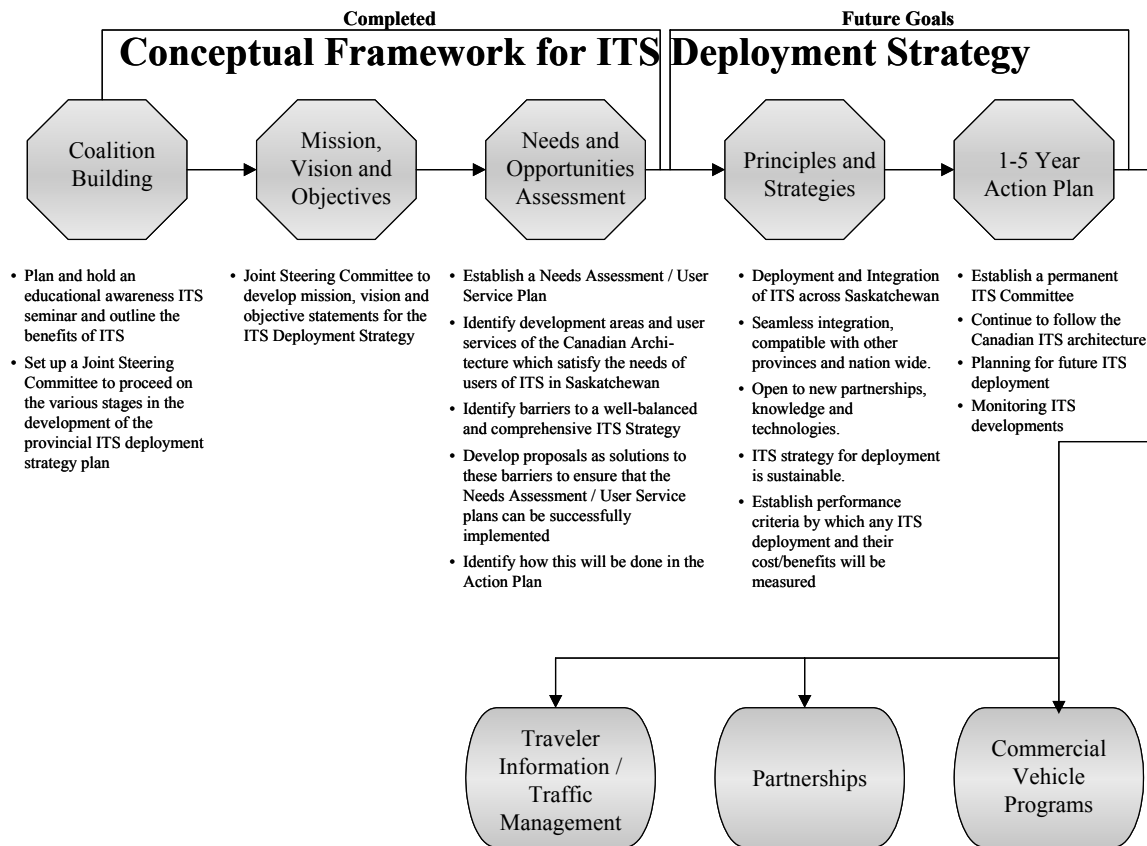 Completed
Future Goals
Conceptual Framework for ITS Deployment Strategy
Coalition
Building
Mission,
Vision and
Objectives
Needs and
Opportunities
Assessment
Principles and
Strategies
1-5 Year
Action Plan
• Plan and hold an
educational awareness ITS
seminar and outline the
benefits of ITS
• Set up a Joint Steering
Committee to proceed on
the various stages in the
development of the
provincial ITS deployment
strategy plan
• Joint Steering Committee to
develop mission, vision and
objective statements for the
ITS Deployment Strategy
• Establish a Needs Assessment / User
Service Plan
• Identify development areas and user
services of the Canadian Archi-
tecture which satisfy the needs of
users of ITS in Saskatchewan
• Identify barriers to a well-balanced
and comprehensive ITS Strategy
• Develop proposals as solutions to
these barriers to ensure that the
Needs Assessment / User Service
plans can be successfully
implemented
• Identify how this will be done in the
Action Plan
• Deployment and Integration
of ITS across Saskatchewan
• Seamless integration,
compatible with other
provinces and nation wide.
• Open to new partnerships,
knowledge and
technologies.
• ITS strategy for deployment
is sustainable.
• Establish performance
criteria by which any ITS
deployment and their
cost/benefits will be
measured
• Establish a permanent
ITS Committee
• Continue to follow the
Canadian ITS architecture
• Planning for future ITS
deployment
• Monitoring ITS
developments
Traveler
Information /
Traffic
Management
Partnerships
Commercial
Vehicle
Programs